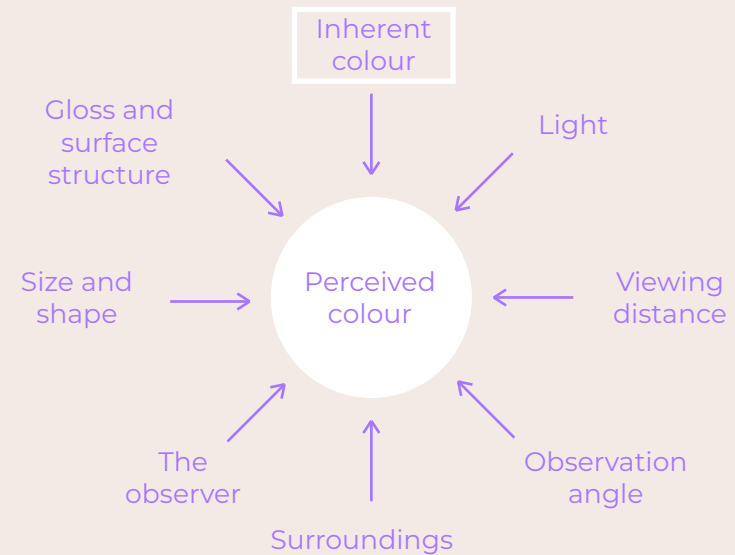 Inherent
colour
Gloss and
surface
structure
Light
Size and
shape
Perceived
colour
Viewing
distance
The
observer
Observation
angle
Surroundings